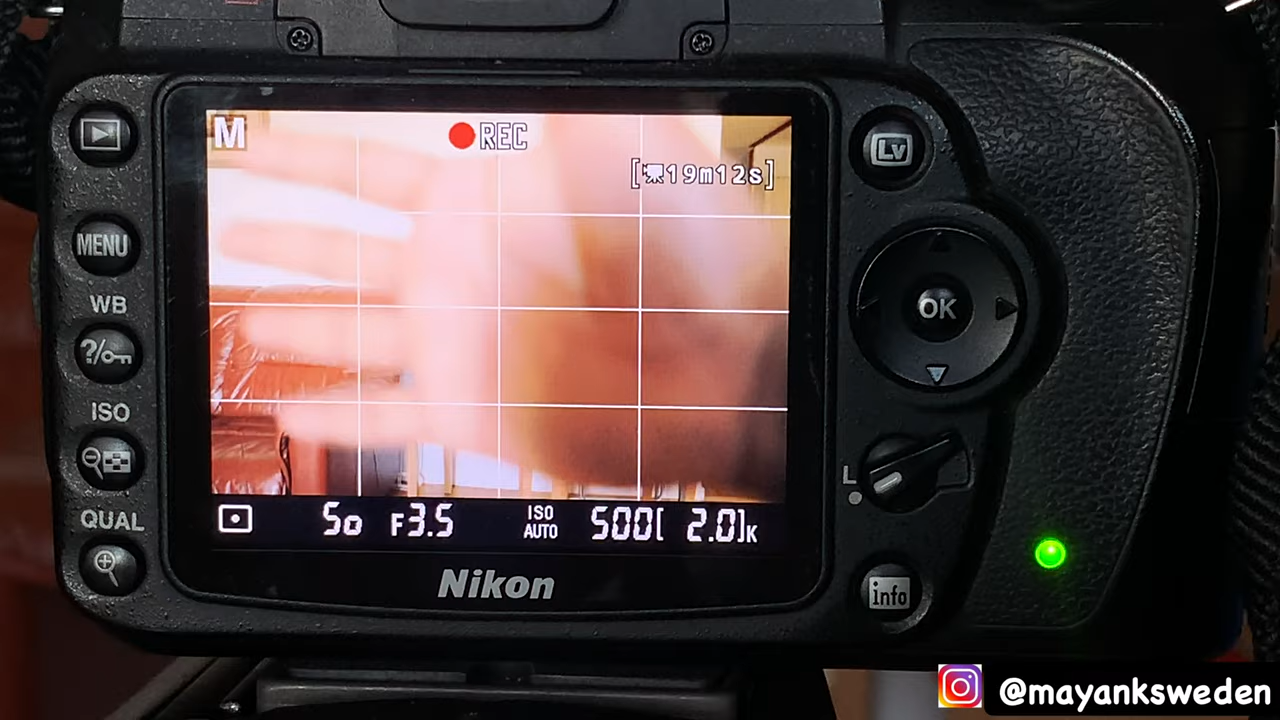 M
REC
[19m12s]
Lv
MENU
WB
?/
OK
ISO
L
QUAL
50 F3.5 ISO AUTO 500[ 2.0]K
Nikon
info
@mayanksweden